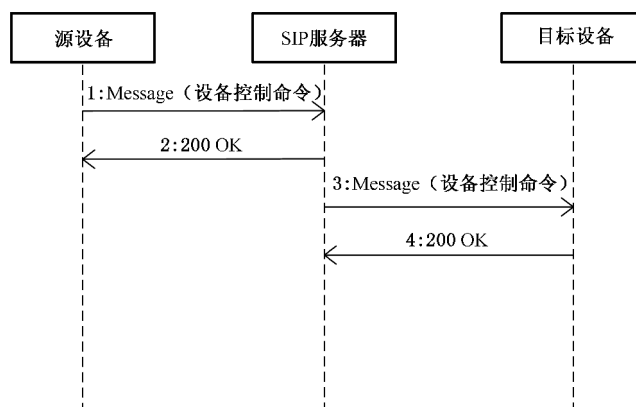 源设备
SIP服务器
目标设备
1:Message（设备控制命令）
2:200 OK
3:Message（设备控制命令）
4:200 OK